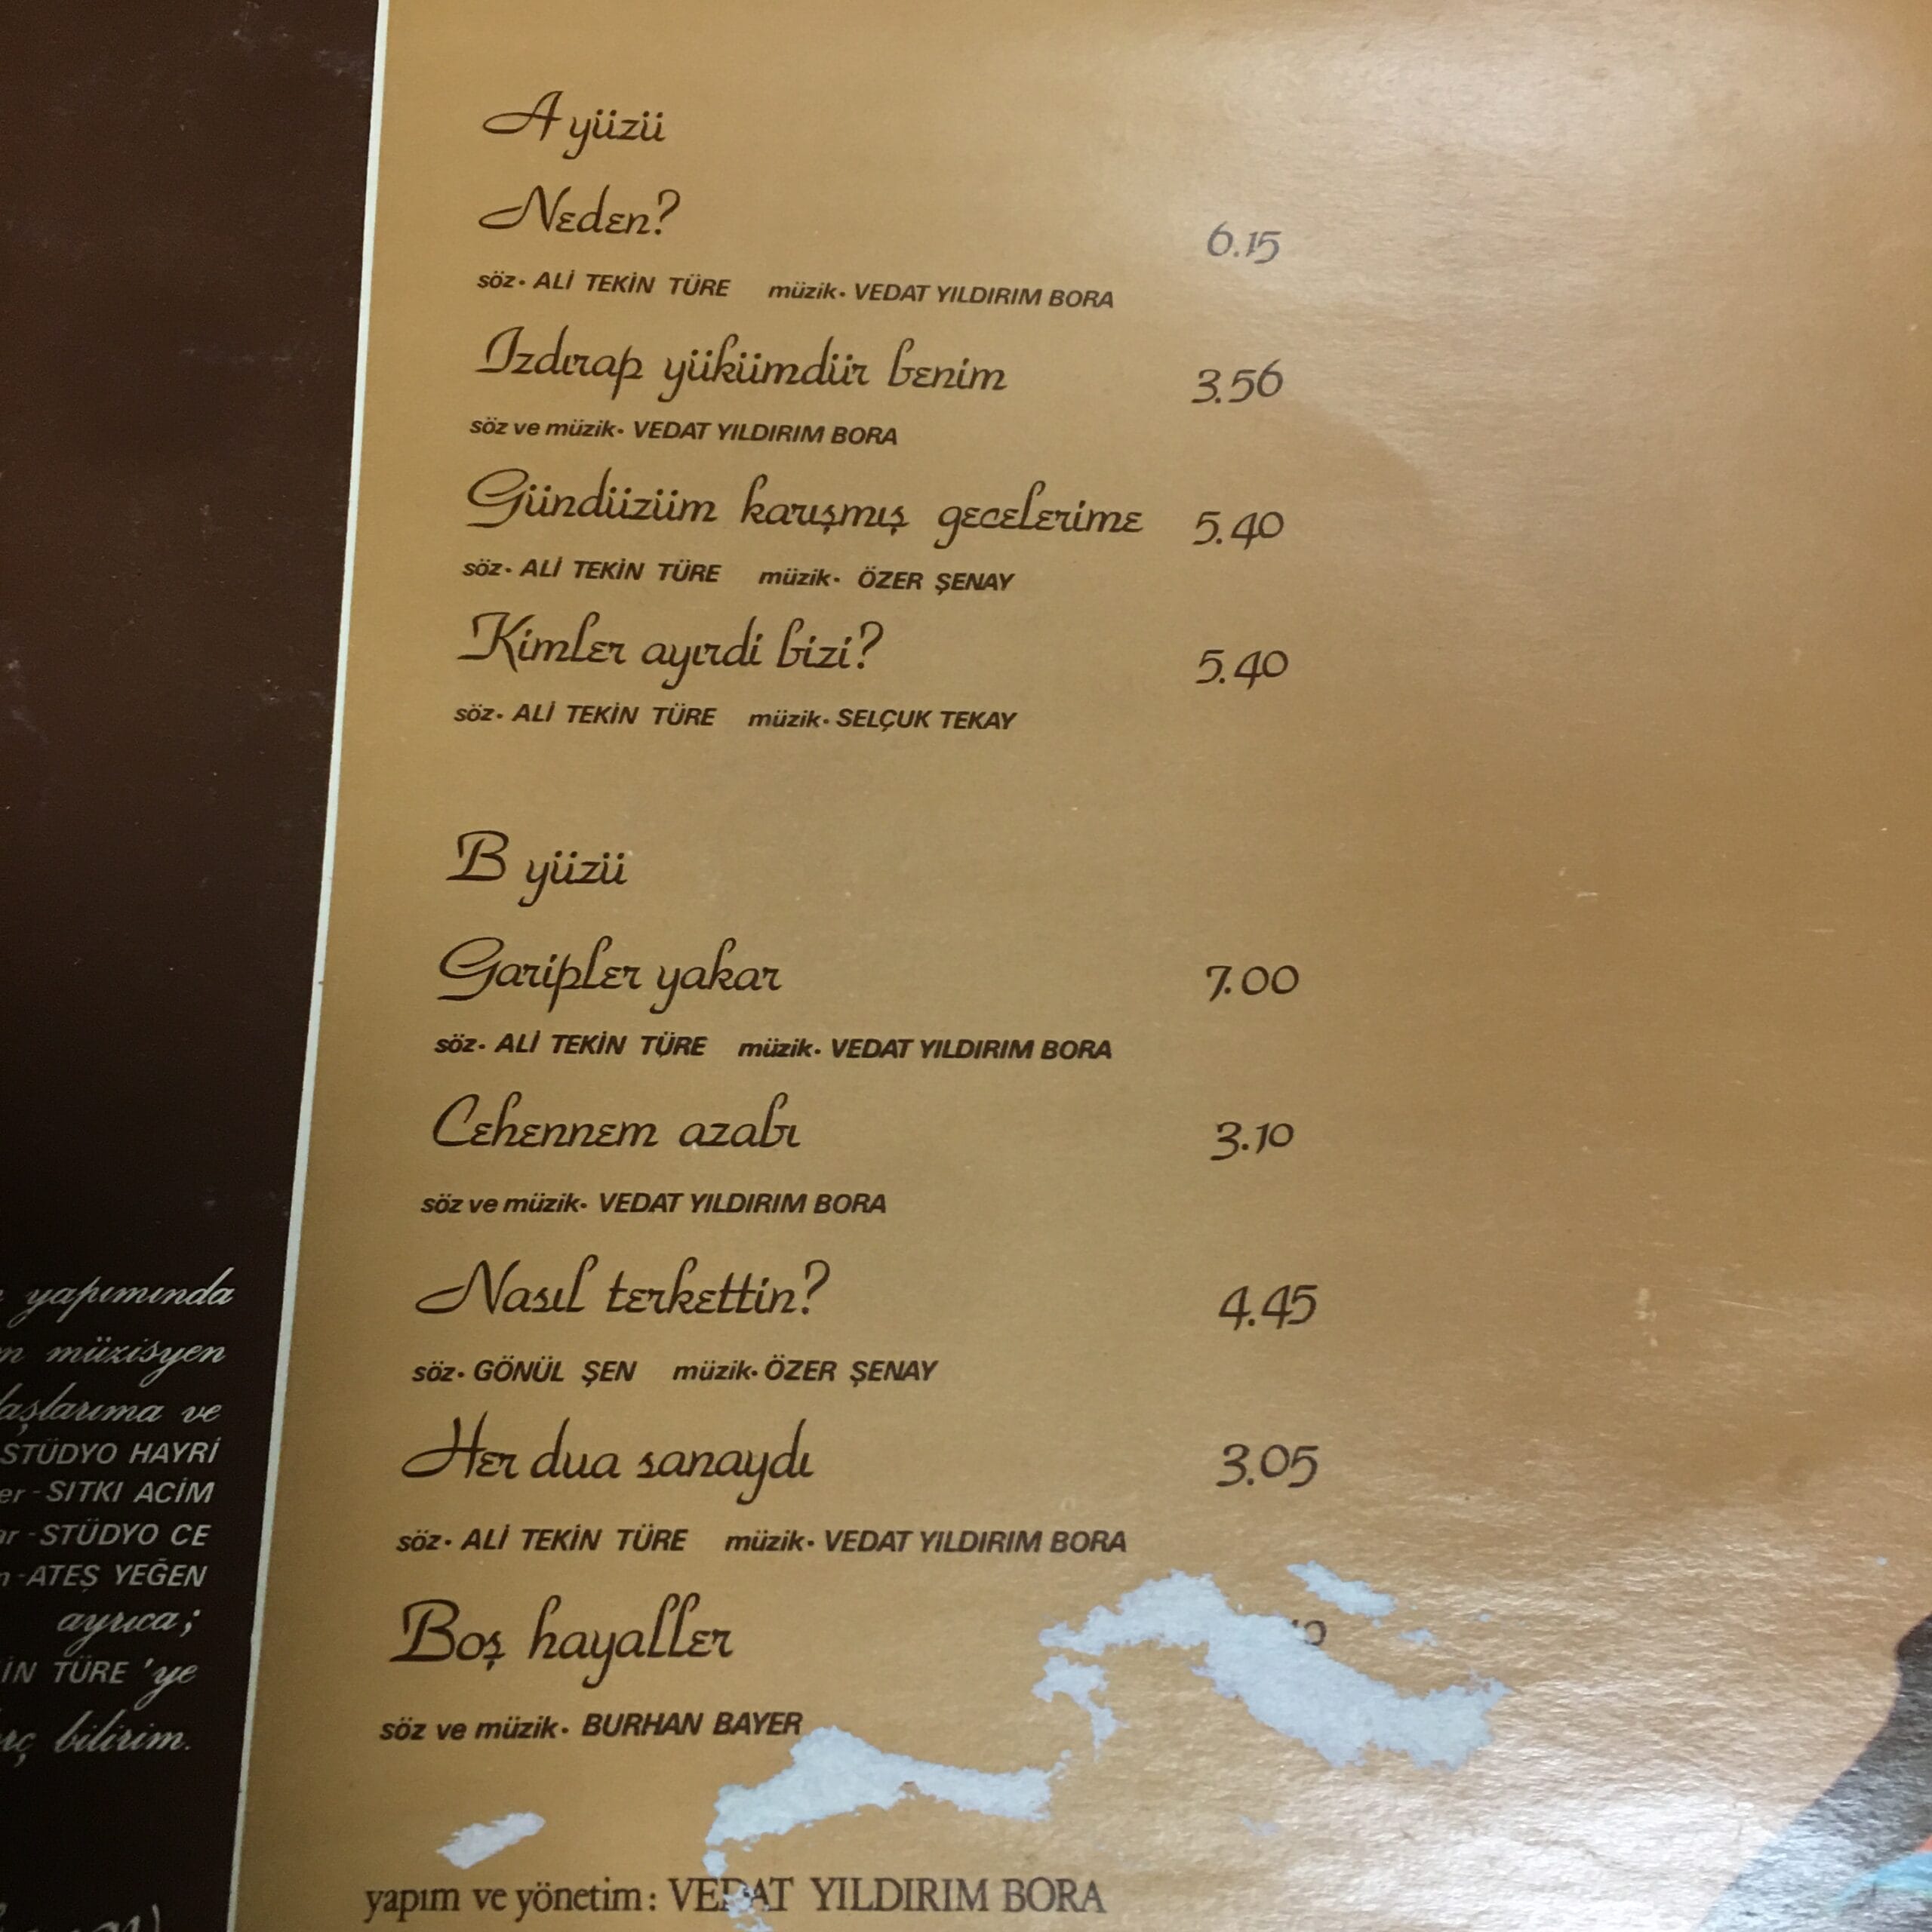 A yüzü
Neden? 6.15
söz· ALİ TEKİN TÜRE müzik· VEDAT YILDIRIM BORA
Izdırap yükümdür benim 3.56
söz ve müzik· VEDAT YILDIRIM BORA
Gündüzüm karışmış gecelerime 5.40
söz· ALİ TEKİN TÜRE müzik· ÖZER ŞENAY
Kimler ayırdi bizi? 5.40
söz· ALİ TEKİN TÜRE müzik· SELÇUK TEKAY
B yüzü
Garipler yakar 7.00
söz· ALİ TEKİN TÜRE müzik· VEDAT YILDIRIM BORA
Cehennem azabı 3.10
söz ve müzik· VEDAT YILDIRIM BORA
Nasıl terkettin? 4.45
söz· GÖNÜL ŞEN müzik· ÖZER ŞENAY
Her dua sanaydı 3.05
söz· ALİ TEKİN TÜRE müzik· VEDAT YILDIRIM BORA
Boş hayaller
söz ve müzik· BURHAN BAYER
yapım ve yönetim: VEDAT YILDIRIM BORA
yapımında
müzisyen
ve
STÜDYO HAYRİ
-SITKI ACİM
-STÜDYO CE
-ATEŞ YEĞEN
ayrıca;
TÜRE 'ye
bilirim.